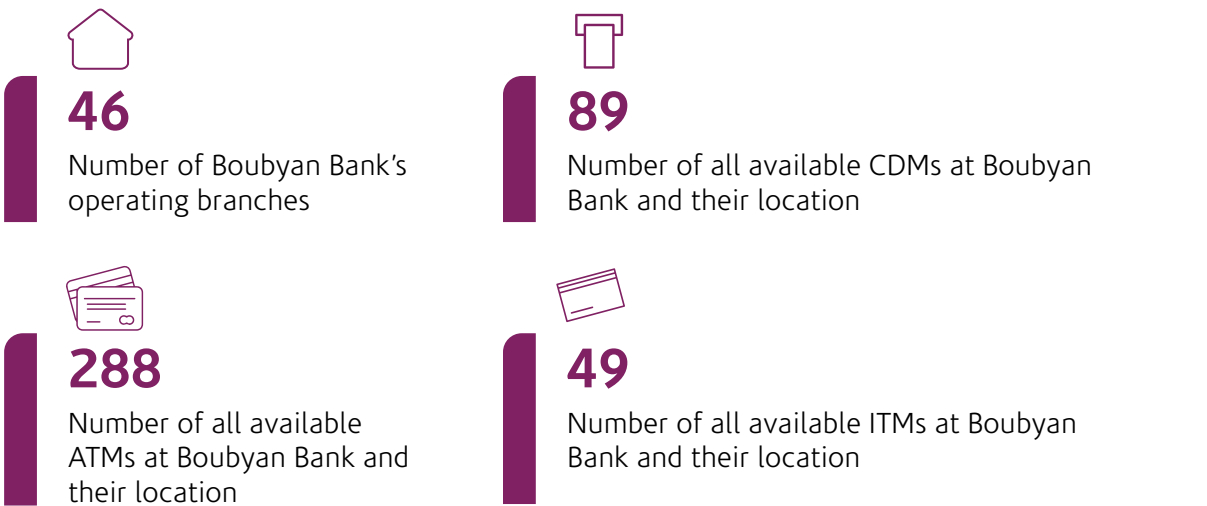 46
Number of Boubyan Bank’s
operating branches
89
Number of all available CDMs at Boubyan
Bank and their location
288
Number of all available
ATMs at Boubyan Bank and
their location
49
Number of all available ITMs at Boubyan
Bank and their location